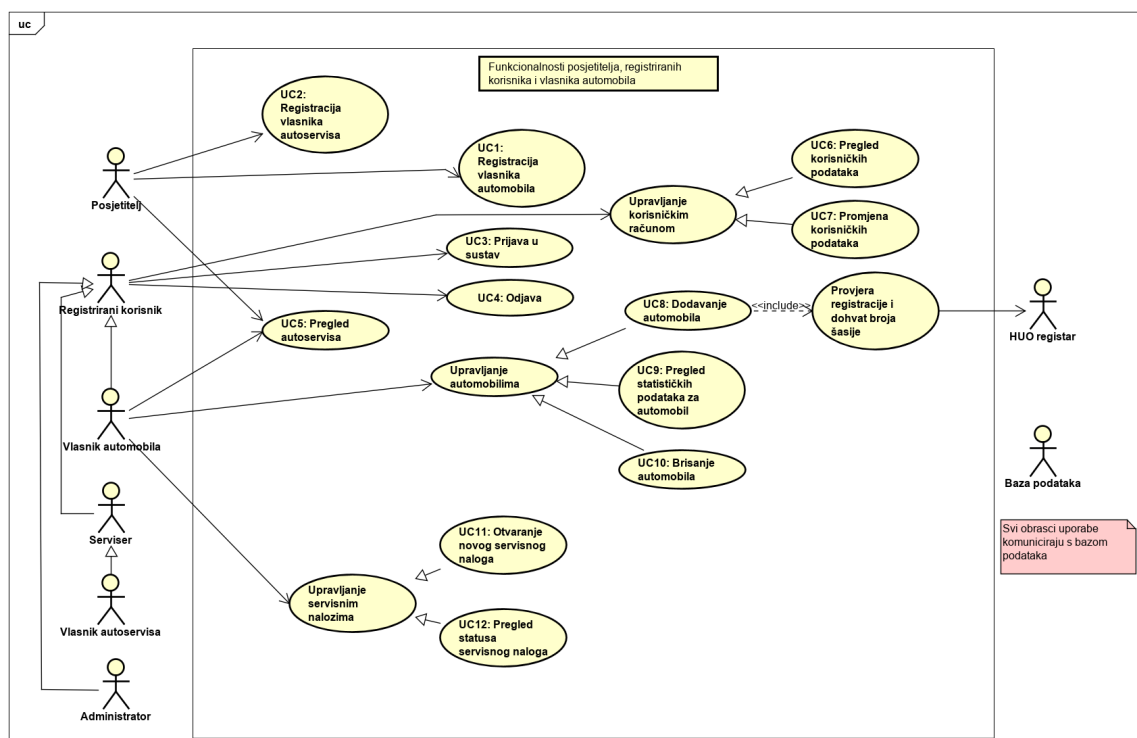 uc
Funkcionalnosti posjetitelja, registriranih
korisnika i vlasnika automobila
UC2:
Registracija
vlasnika
autoservisa
UC1:
Registracija
vlasnika
automobila
UC6: Pregled
korisničkih
podataka
Posjetitelj
Upravljanje
korisničkim
računom
UC7: Promjena
korisničkih
podataka
UC3: Prijava u
sustav
Registrirani korisnik
UC4: Odjava
UC8: Dodavanje
automobila
<<include>>
Provjera
registracije i
dohvat broja
šasije
HUO registar
UC5: Pregled
autoservisa
Upravljanje
automobilima
UC9: Pregled
statističkih
podataka za
automobil
Vlasnik automobila
UC10: Brisanje
automobila
Baza podataka
Serviser
Svi obrasci uporabe
komuniciraju s bazom
podataka
UC11: Otvaranje
novog servisnog
naloga
Upravljanje
servisnim
nalozima
Vlasnik autoservisa
UC12: Pregled
statusa
servisnog naloga
Administrator